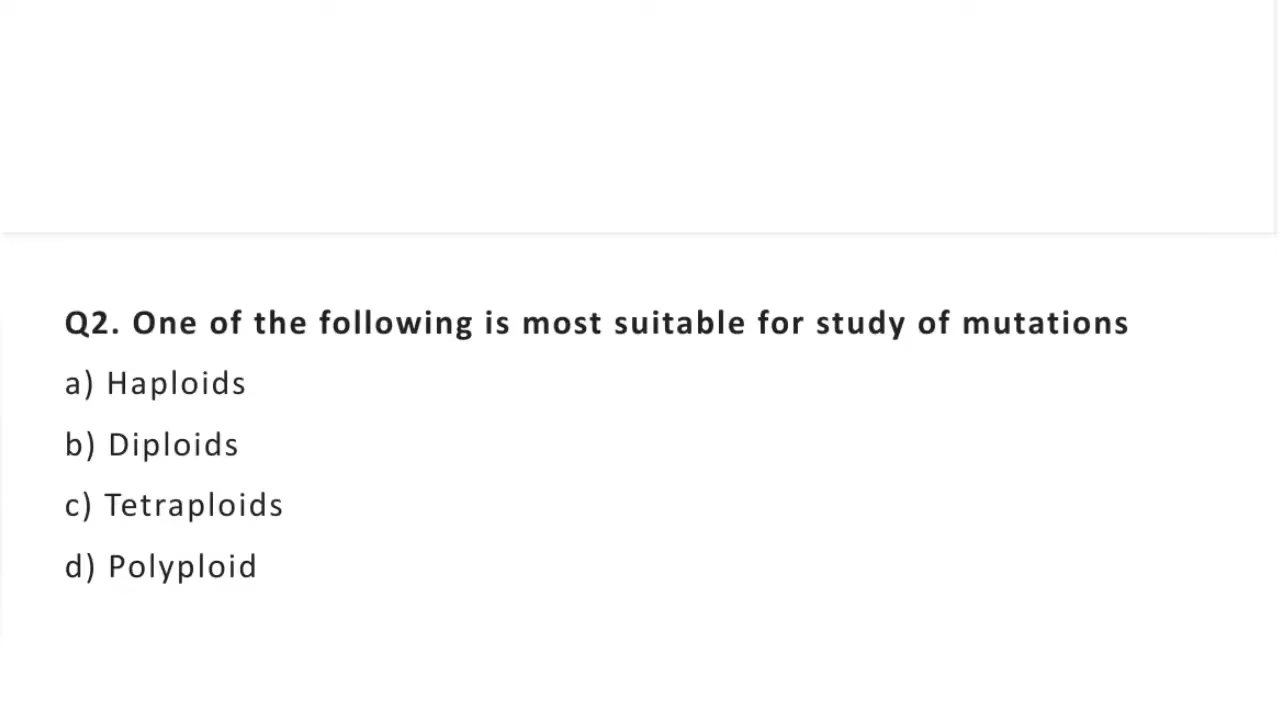 Q2. One of the following is most suitable for study of mutations
a) Haploids
b) Diploids
c) Tetraploids
d) Polyploid